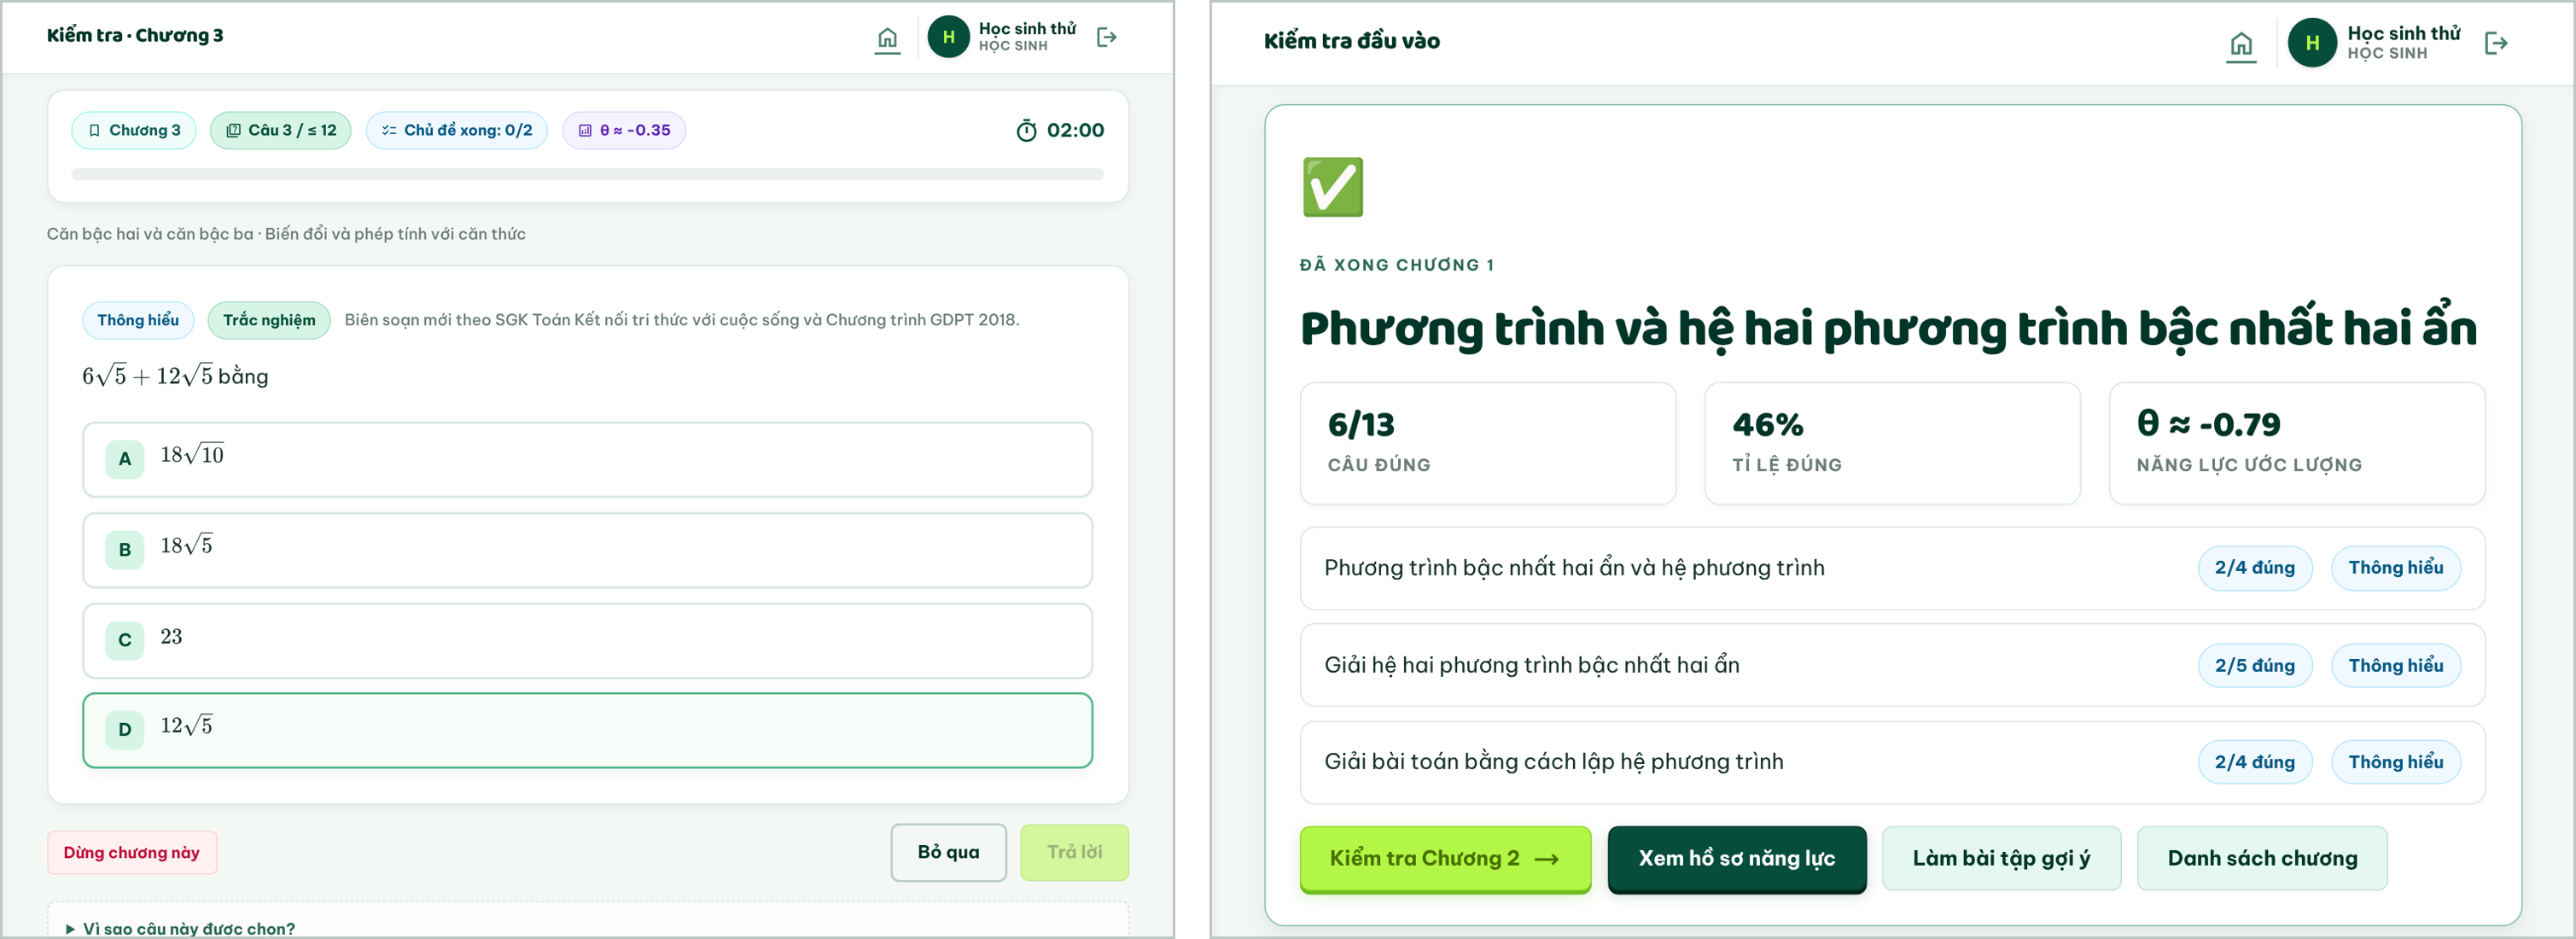 Kiểm tra · Chương 3
H
Học sinh thử
HỌC SINH
Chương 3
Câu 3 / ≤ 12
Chủ đề xong: 0/2
θ ≈ -0.35
02:00
Căn bậc hai và căn bậc ba · Biến đổi và phép tính với căn thức
Thông hiểu
Trắc nghiệm
Biên soạn mới theo SGK Toán Kết nối tri thức với cuộc sống và Chương trình GDPT 2018.
6√5 + 12√5 bằng
A 18√10
B 18√5
C 23
D 12√5
Dừng chương này
Bỏ qua
Trả lời
▶ Vì sao câu này được chọn?
Kiểm tra đầu vào
H
Học sinh thử
HỌC SINH
ĐÃ XONG CHƯƠNG 1
Phương trình và hệ hai phương trình bậc nhất hai ẩn
6/13
CÂU ĐÚNG
46%
TỈ LỆ ĐÚNG
θ ≈ -0.79
NĂNG LỰC ƯỚC LƯỢNG
Phương trình bậc nhất hai ẩn và hệ phương trình
2/4 đúng
Thông hiểu
Giải hệ hai phương trình bậc nhất hai ẩn
2/5 đúng
Thông hiểu
Giải bài toán bằng cách lập hệ phương trình
2/4 đúng
Thông hiểu
Kiểm tra Chương 2 →
Xem hồ sơ năng lực
Làm bài tập gợi ý
Danh sách chương